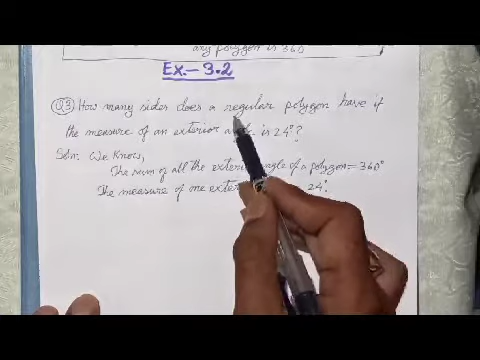 any polygon is 360
Ex.- 3.2
Q3 How many sides does a regular polygon have if
the measure of an exterior is 24°?
Soln. We Know,
The sum of all the exterior angle of a polygon = 360°
The measure of one 24°.